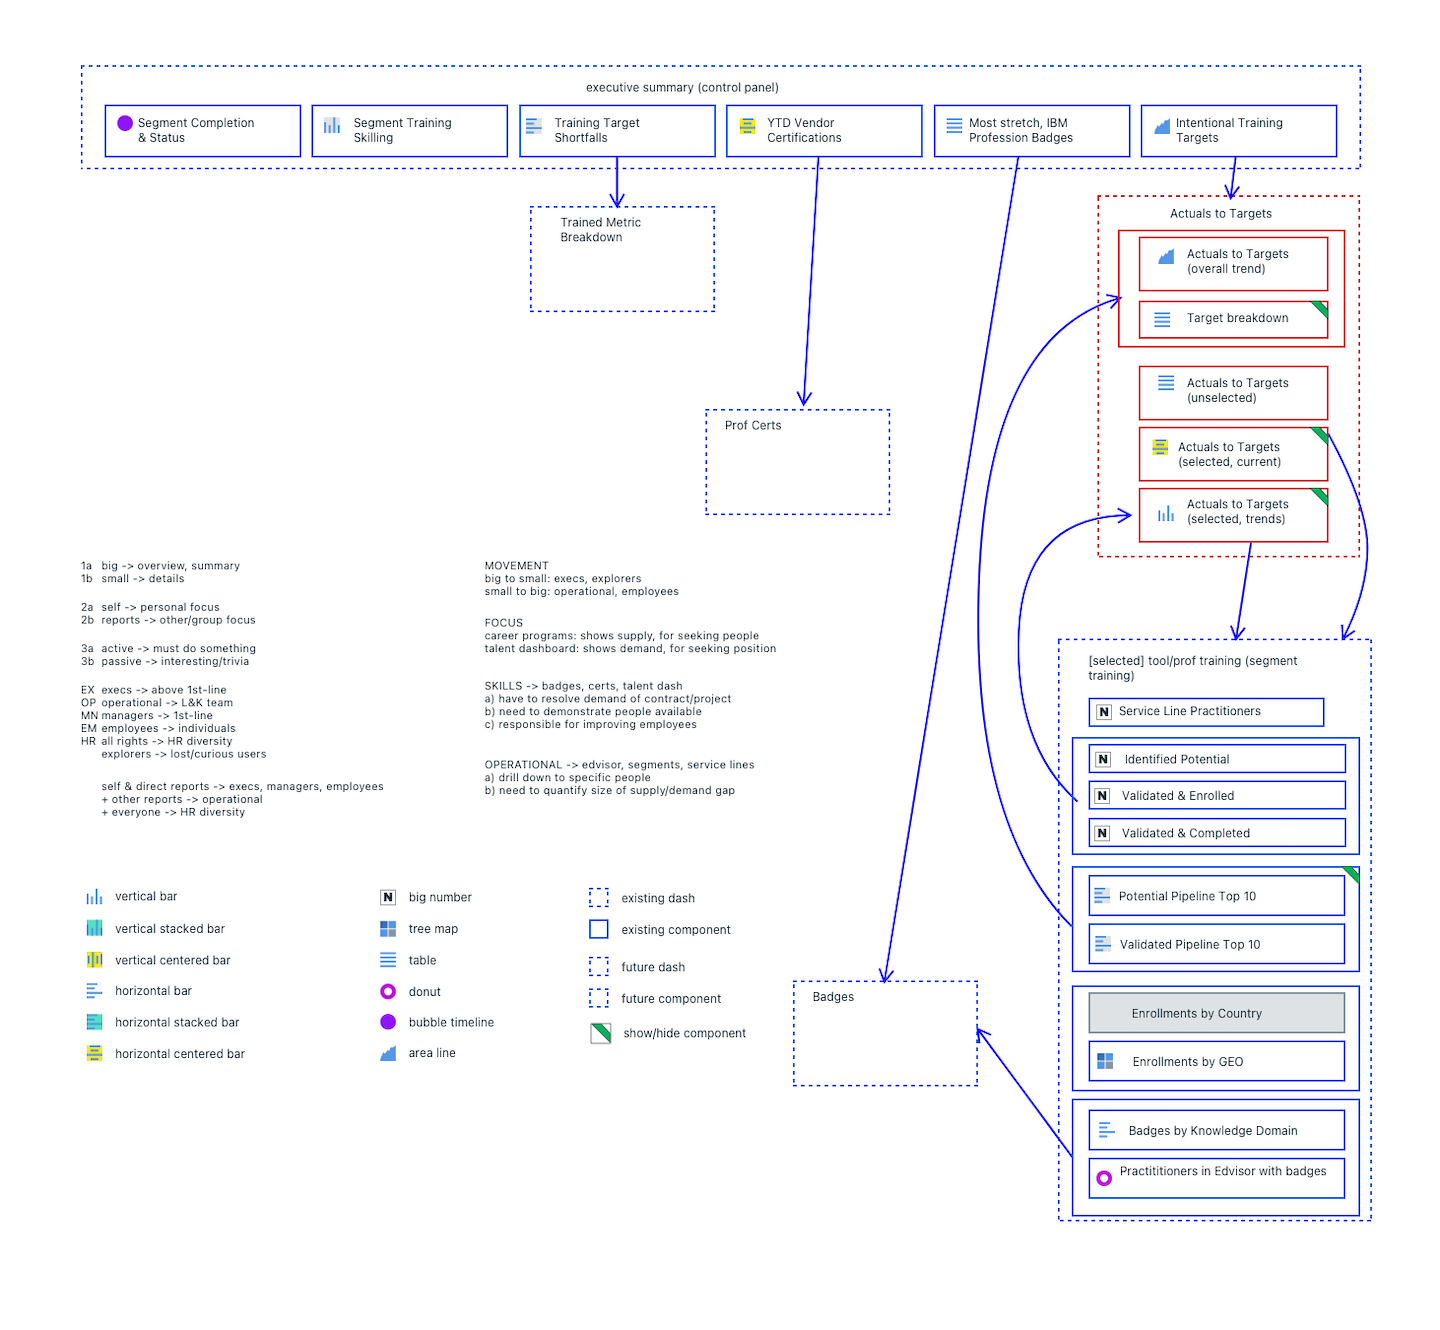 executive summary (control panel)
Segment Completion
& Status
Segment Training
Skilling
Training Target
Shortfalls
YTD Vendor
Certifications
Most stretch, IBM
Profession Badges
Intentional Training
Targets
Trained Metric
Breakdown
Prof Certs
Actuals to Targets
Actuals to Targets
(overall trend)
Target breakdown
Actuals to Targets
(unselected)
Actuals to Targets
(selected, current)
Actuals to Targets
(selected, trends)
1a big -> overview, summary
1b small -> details
2a self -> personal focus
2b reports -> other/group focus
3a active -> must do something
3b passive -> interesting/trivia
EX execs -> above 1st-line
OP operational -> L&K team
MN managers -> 1st-line
EM employees -> individuals
HR all rights -> HR diversity
explorers -> lost/curious users
self & direct reports -> execs, managers, employees
+ other reports -> operational
+ everyone -> HR diversity
MOVEMENT
big to small: execs, explorers
small to big: operational, employees
FOCUS
career programs: shows supply, for seeking people
talent dashboard: shows demand, for seeking position
SKILLS -> badges, certs, talent dash
a) have to resolve demand of contract/project
b) need to demonstrate people available
c) responsible for improving employees
OPERATIONAL -> edvisor, segments, service lines
a) drill down to specific people
b) need to quantify size of supply/demand gap
[selected] tool/prof training (segment
training)
N Service Line Practitioners
N Identified Potential
N Validated & Enrolled
N Validated & Completed
Potential Pipeline Top 10
Validated Pipeline Top 10
Enrollments by Country
Enrollments by GEO
Badges by Knowledge Domain
Practititioners in Edvisor with badges
vertical bar
vertical stacked bar
vertical centered bar
horizontal bar
horizontal stacked bar
horizontal centered bar
N big number
tree map
table
donut
bubble timeline
area line
existing dash
existing component
future dash
future component
show/hide component
Badges